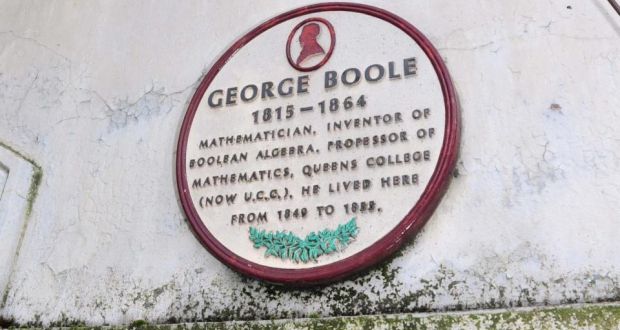 GEORGE BOOLE
1815-1864
MATHEMATICIAN, INVENTOR OF
BOOLEAN ALGEBRA, PROFESSOR OF
MATHEMATICS, QUEENS COLLEGE
(NOW U.C.C.). HE LIVED HERE
FROM 1849 TO